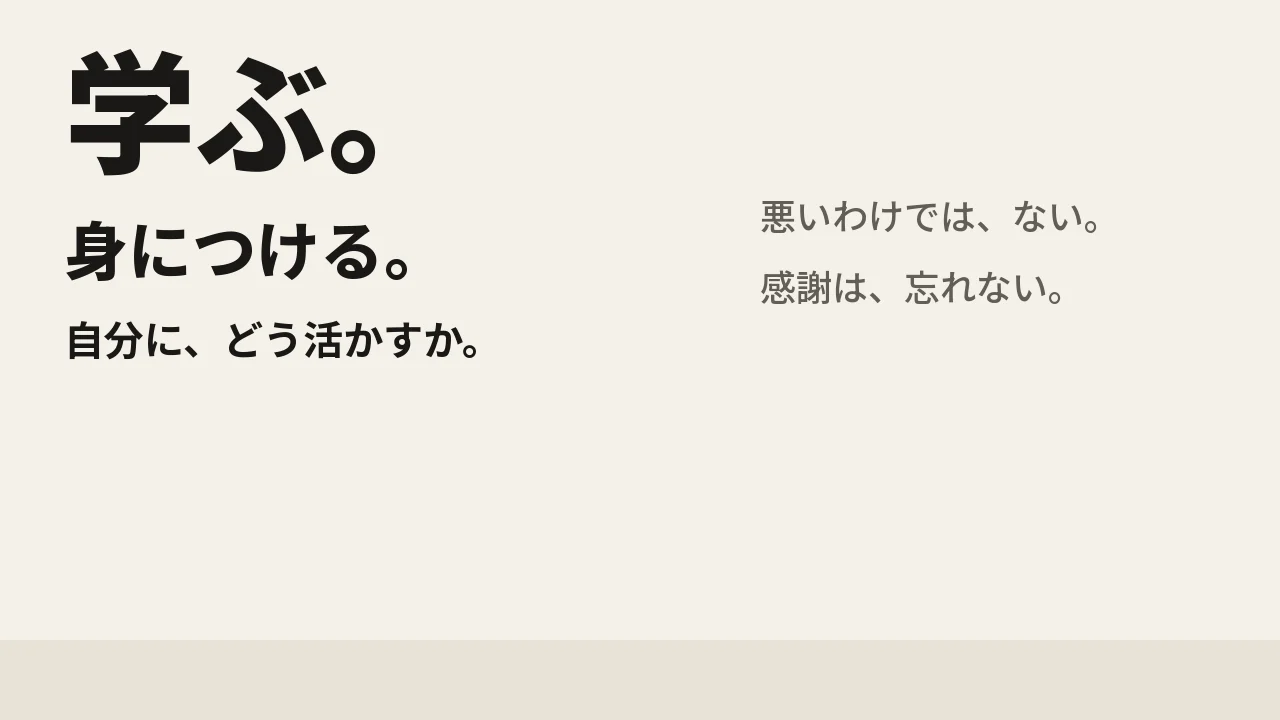 学ぶ。
身につける。
自分に、どう活かすか。
悪いわけでは、ない。
感謝は、忘れない。